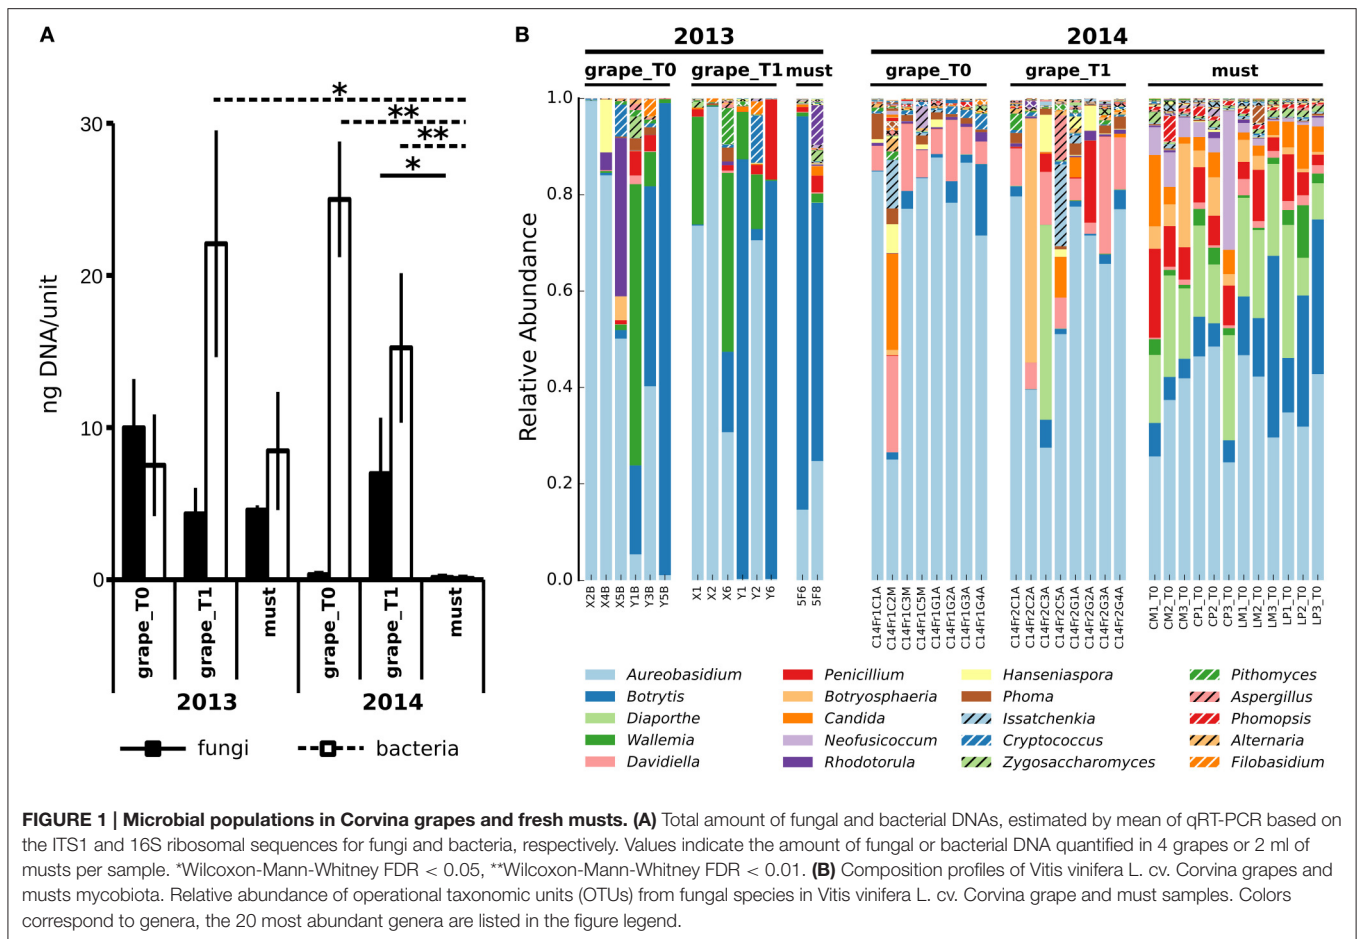 A
*
**
**
*
30
20
10
0
ng DNA/unit
grape_T0
grape_T1
must
grape_T0
grape_T1
must
2013
2014
fungi
bacteria
B
2013
2014
grape_T0
grape_T1
must
grape_T0
grape_T1
must
Relative Abundance
1.0
0.8
0.6
0.4
0.2
0.0
X2B
X4B
X5B
Y1B
Y3B
Y5B
X1
X2
X6
Y1
Y2
Y6
5F6
5F8
C14Fr1C1A
C14Fr1C2M
C14Fr1C3M
C14Fr1C5M
C14Fr1G1A
C14Fr1G2A
C14Fr1G3A
C14Fr1G4A
C14Fr2C1A
C14Fr2C2A
C14Fr2C3A
C14Fr2C5A
C14Fr2G1A
C14Fr2G2A
C14Fr2G3A
C14Fr2G4A
CM1_T0
CM2_T0
CM3_T0
CP1_T0
CP2_T0
CP3_T0
LM1_T0
LM2_T0
LM3_T0
LP1_T0
LP2_T0
LP3_T0
Aureobasidium
Botrytis
Diaporthe
Wallemia
Davidiella
Penicillium
Botryosphaeria
Candida
Neofusicoccum
Rhodotorula
Hanseniaspora
Phoma
Issatchenkia
Cryptococcus
Zygosaccharomyces
Pithomyces
Aspergillus
Phomopsis
Alternaria
Filobasidium
FIGURE 1 | Microbial populations in Corvina grapes and fresh musts. (A) Total amount of fungal and bacterial DNAs, estimated by mean of qRT-PCR based on
the ITS1 and 16S ribosomal sequences for fungi and bacteria, respectively. Values indicate the amount of fungal or bacterial DNA quantified in 4 grapes or 2 ml of
musts per sample. *Wilcoxon-Mann-Whitney FDR < 0.05, **Wilcoxon-Mann-Whitney FDR < 0.01. (B) Composition profiles of Vitis vinifera L. cv. Corvina grapes and
musts mycobiota. Relative abundance of operational taxonomic units (OTUs) from fungal species in Vitis vinifera L. cv. Corvina grape and must samples. Colors
correspond to genera, the 20 most abundant genera are listed in the figure legend.